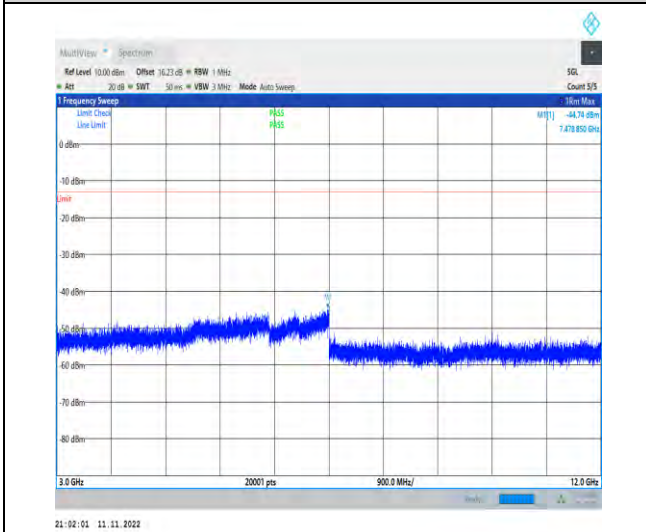 MultiView Spectrum
Ref Level 10.00 dBm Offset 16.23 dB RBW 1 MHz SGL
Att 20 dB SWT 50 ms VBW 3 MHz Mode Auto Sweep Count 5/5
1 Frequency Sweep 1Rm Max
Limit Check PASS M1[1] -44.74 dBm
Line Limit PASS 7.478 850 GHz
0 dBm
-10 dBm
Limit
-20 dBm
-30 dBm
-40 dBm
M1
-50 dBm
-60 dBm
-70 dBm
-80 dBm
3.0 GHz 20001 pts 900.0 MHz/ 12.0 GHz
Ready
21:02:01 11.11.2022